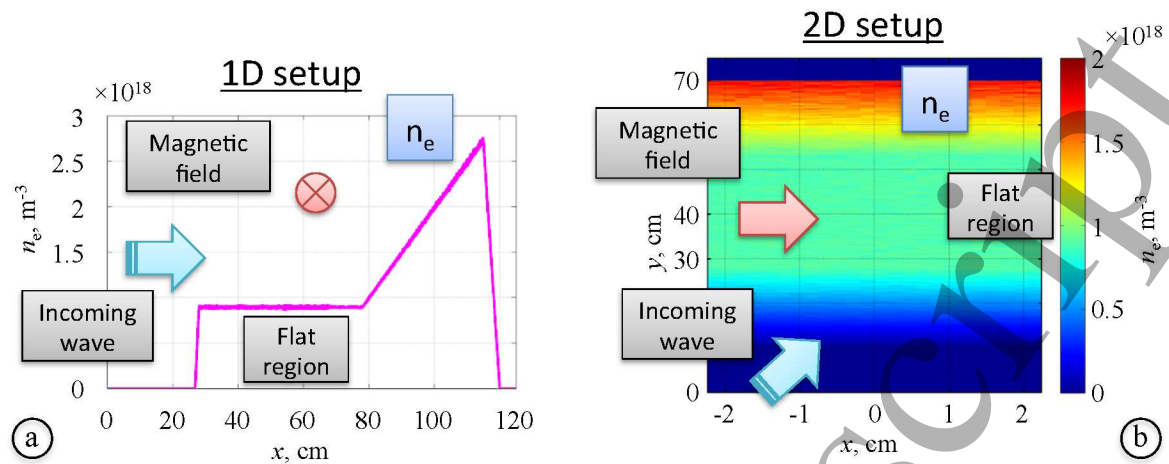 1D setup
×10^18
3
2.5
2
1.5
1
0
n_e, m^-3
Magnetic
field
n_e
Incoming
wave
Flat
region
0
20
40
60
80
100
120
x, cm
a
2D setup
×10^18
70
40
30
0
y, cm
Magnetic
field
n_e
Flat
region
Incoming
wave
-2
-1
0
1
2
x, cm
2
1.5
1
0.5
0
n_e, m^-3
b
script